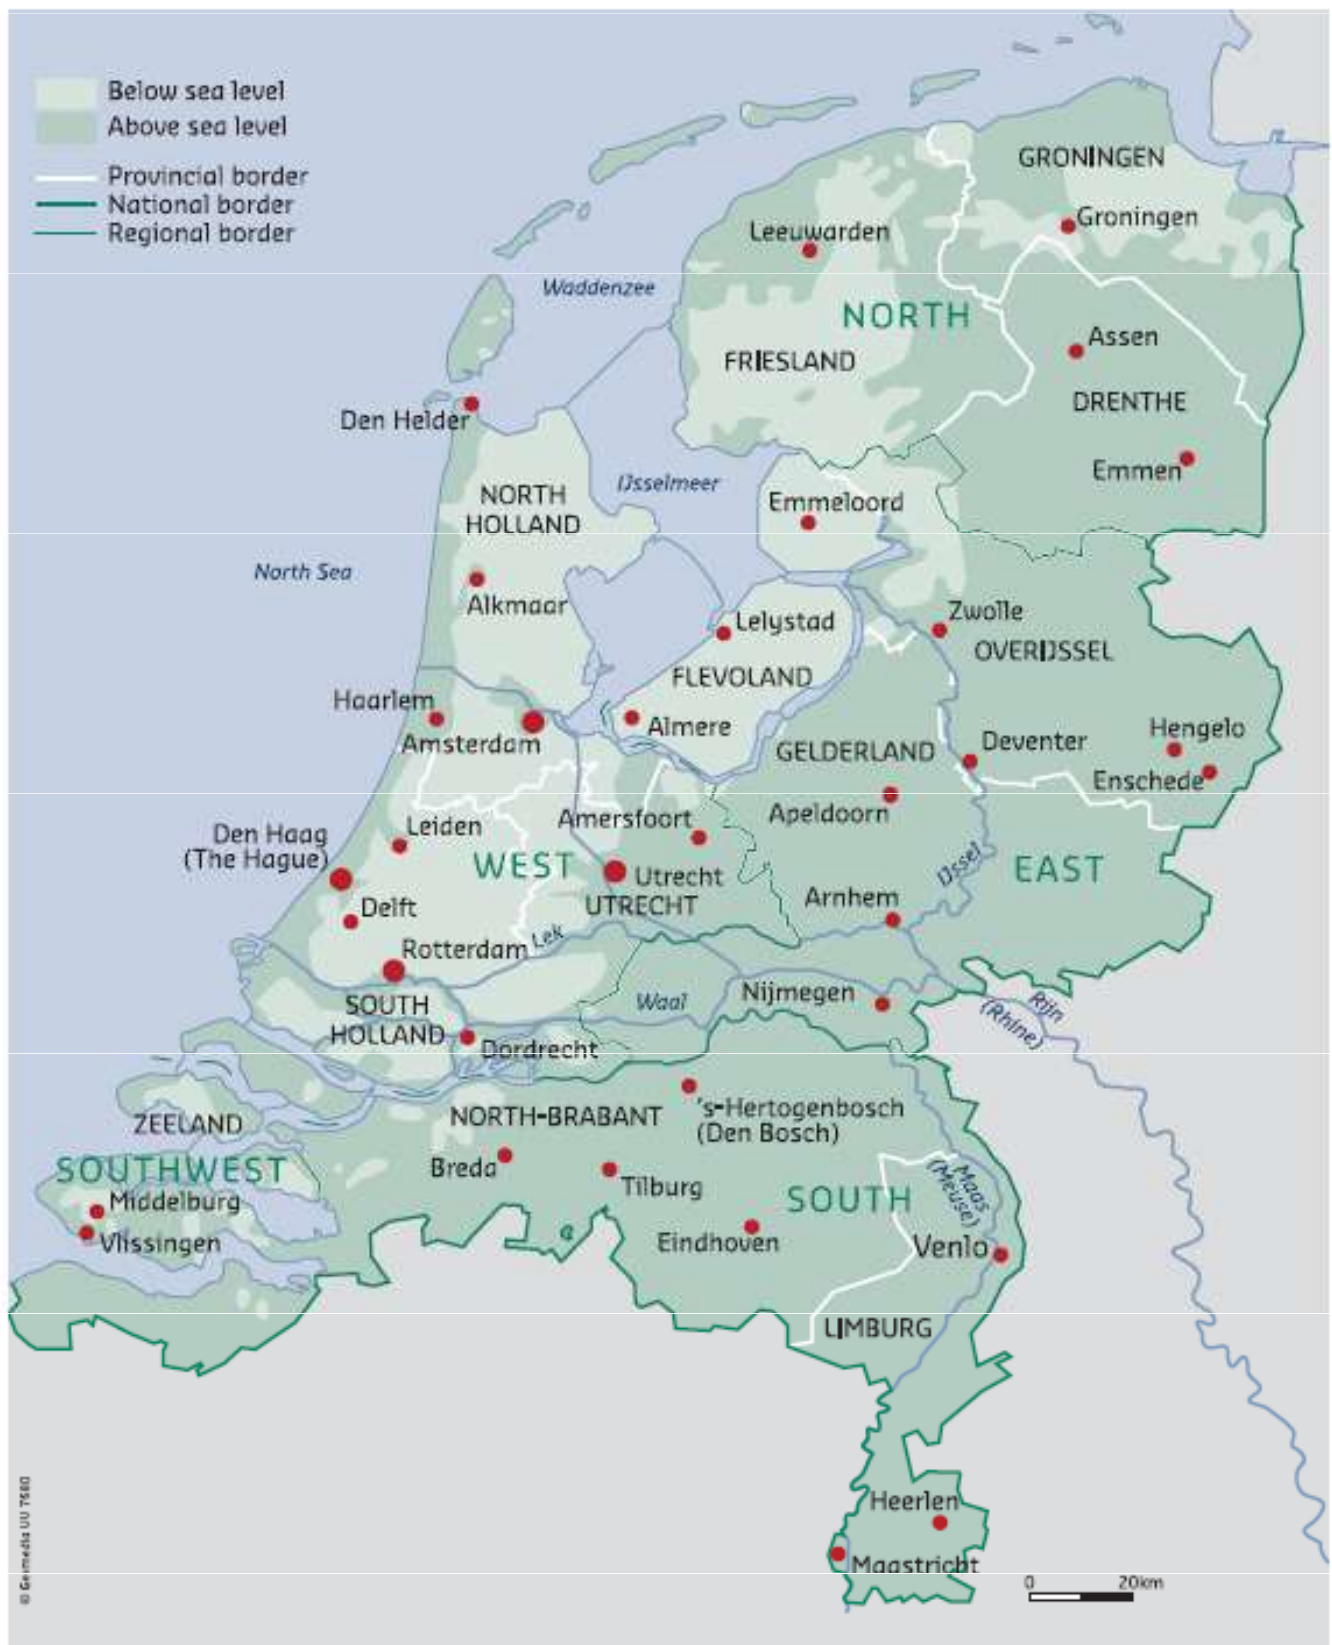 Below sea level
Above sea level
Provincial border
National border
Regional border
GRONINGEN
Groningen
Leeuwarden
Waddenzee
NORTH
Assen
FRIESLAND
DRENTHE
Den Helder
Emmen
IJsselmeer
NORTH
HOLLAND
Emmeloord
North Sea
Alkmaar
Lelystad
Zwolle
OVERIJSSEL
FLEVOLAND
Haarlem
Almere
Amsterdam
GELDERLAND
Deventer
Hengelo
Enschede
Apeldoorn
Amersfoort
Leiden
Den Haag
(The Hague)
WEST
Utrecht
UTRECHT
IJssel
EAST
Arnhem
Delft
Rotterdam
Lek
SOUTH
HOLLAND
Waal
Nijmegen
Rijn
(Rhine)
Dordrecht
ZEELAND
NORTH-BRABANT
's-Hertogenbosch
(Den Bosch)
SOUTHWEST
Breda
Tilburg
SOUTH
Maas
(Meuse)
Middelburg
Vlissingen
Eindhoven
Venlo
LIMBURG
Heerlen
Maastricht
0 20km
© Geomedia UU 7580